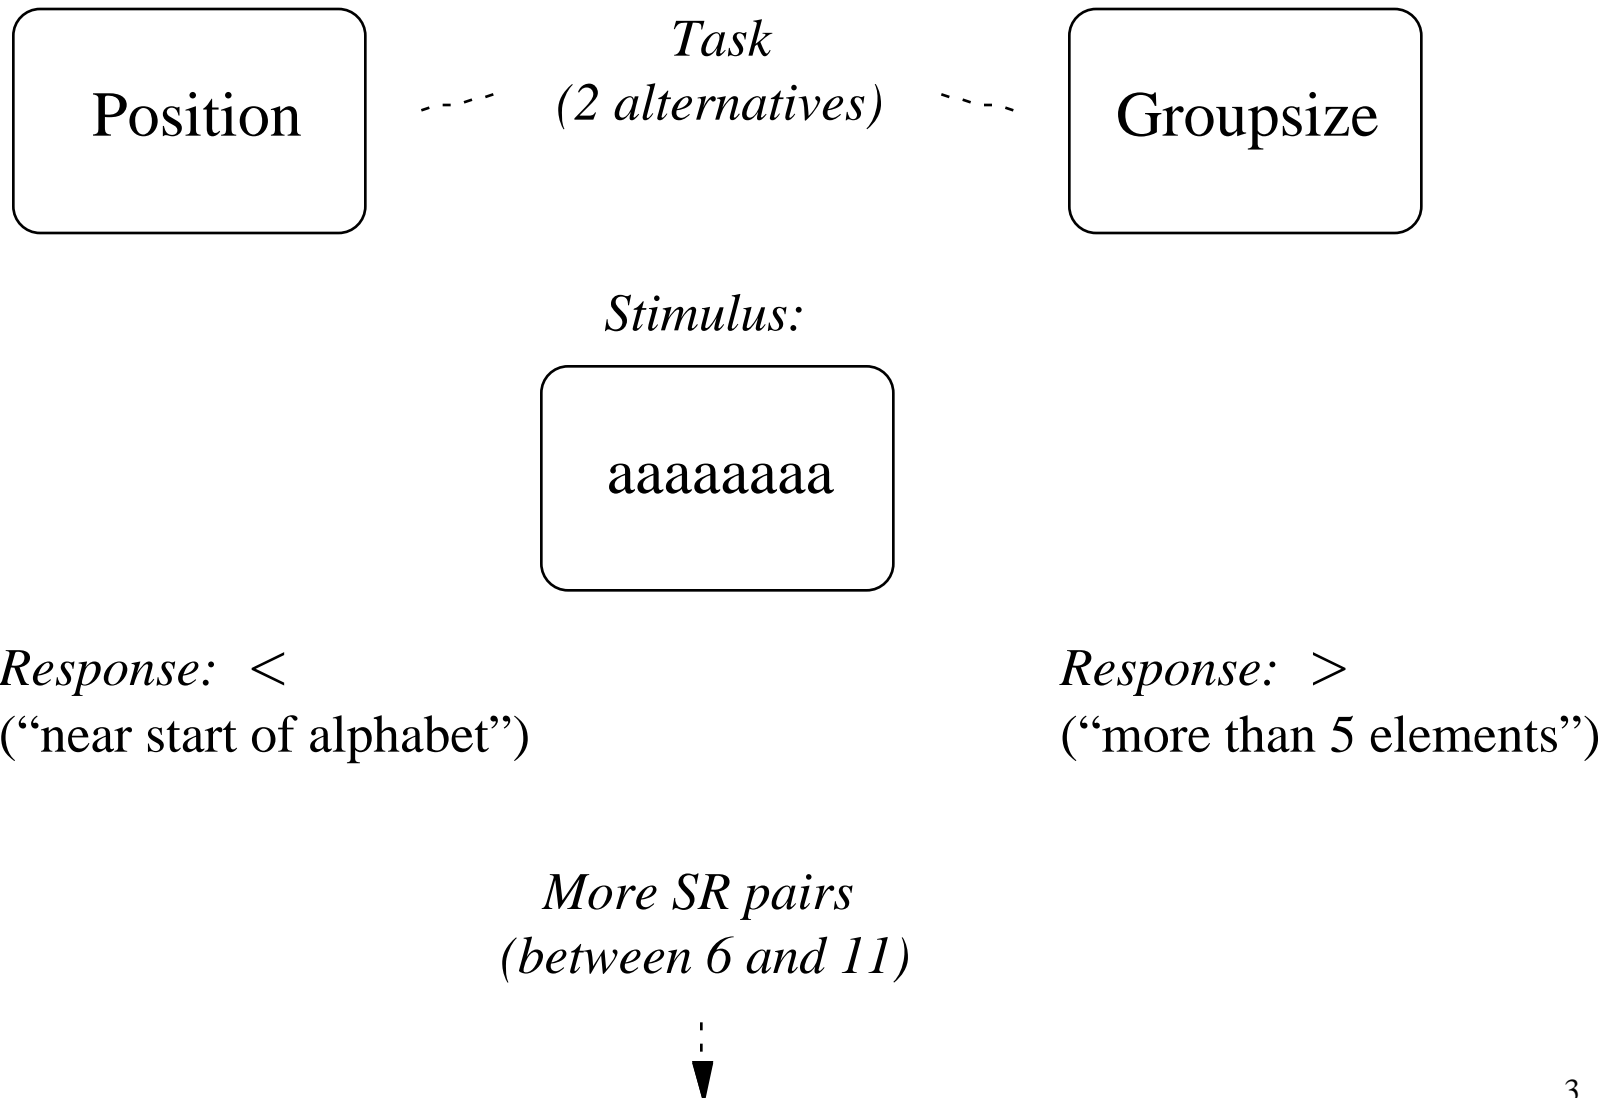 Task
Position
(2 alternatives)
Groupsize
Stimulus:
aaaaaaaa
Response: <
(“near start of alphabet”)
Response: >
(“more than 5 elements”)
More SR pairs
(between 6 and 11)
3